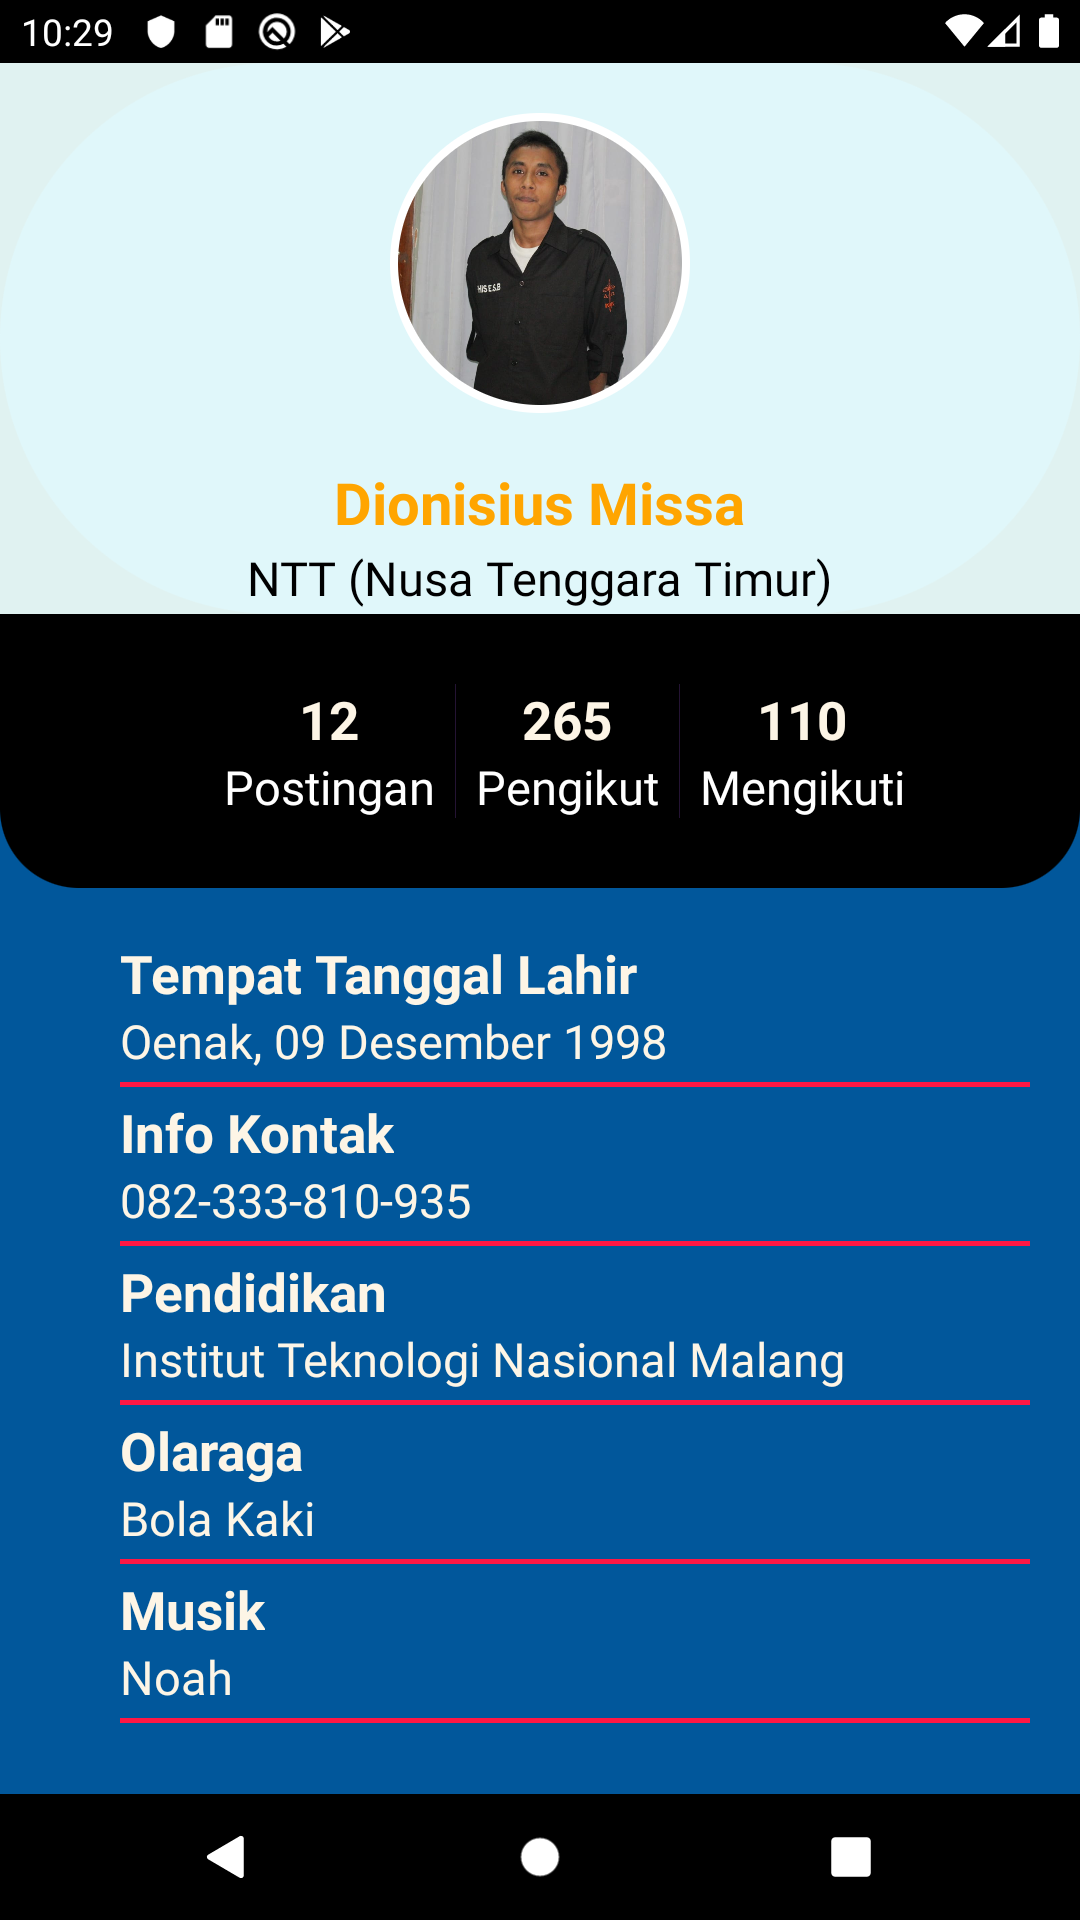 10:29
Dionisius Missa
NTT (Nusa Tenggara Timur)
12 265 110
Postingan Pengikut Mengikuti
Tempat Tanggal Lahir
Oenak, 09 Desember 1998
Info Kontak
082-333-810-935
Pendidikan
Institut Teknologi Nasional Malang
Olaraga
Bola Kaki
Musik
Noah